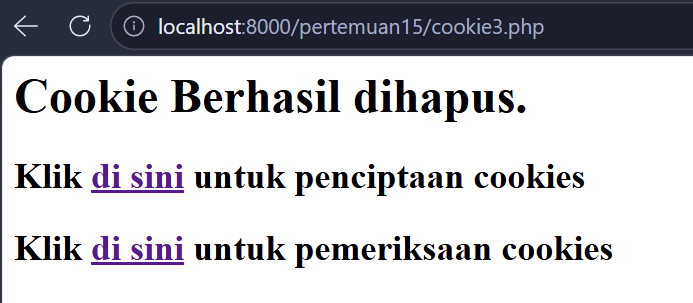 localhost:8000/pertemuan15/cookie3.php
Cookie Berhasil dihapus.
Klik di sini untuk penciptaan cookies
Klik di sini untuk pemeriksaan cookies